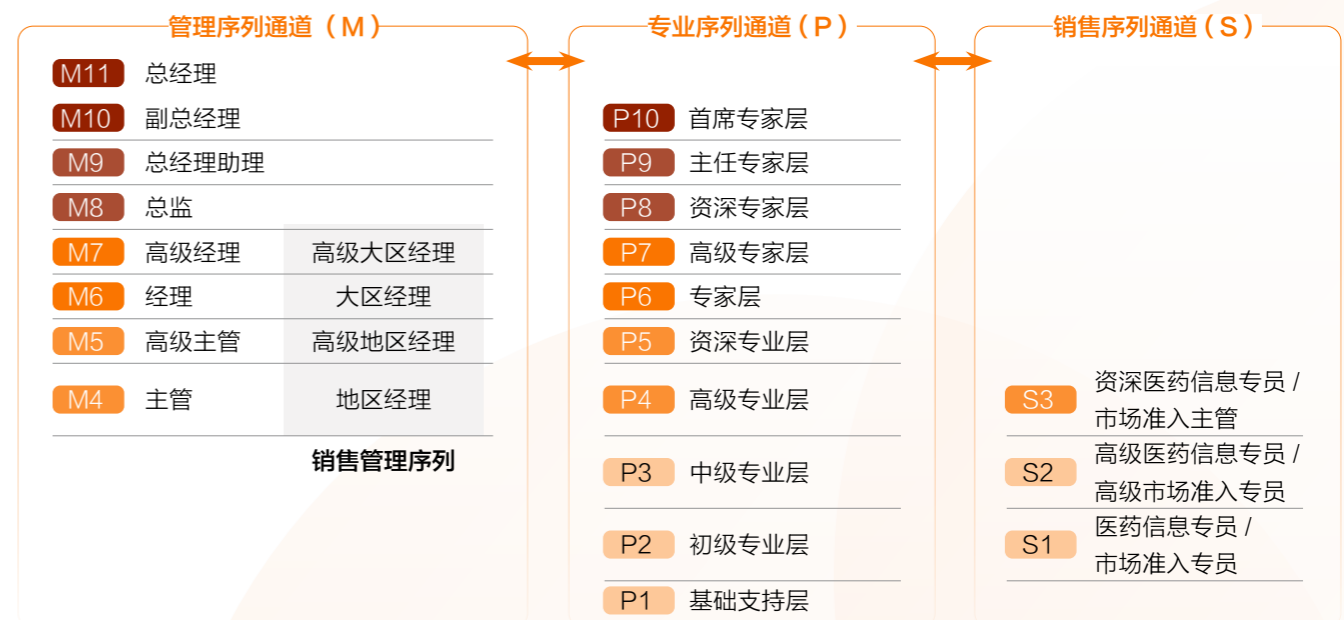 管理序列通道（M）
M11 总经理
M10 副总经理
M9 总经理助理
M8 总监
M7 高级经理 高级大区经理
M6 经理 大区经理
M5 高级主管 高级地区经理
M4 主管 地区经理
销售管理序列
专业序列通道（P）
P10 首席专家层
P9 主任专家层
P8 资深专家层
P7 高级专家层
P6 专家层
P5 资深专业层
P4 高级专业层
P3 中级专业层
P2 初级专业层
P1 基础支持层
销售序列通道（S）
S3 资深医药信息专员 /
市场准入主管
S2 高级医药信息专员 /
高级市场准入专员
S1 医药信息专员 /
市场准入专员